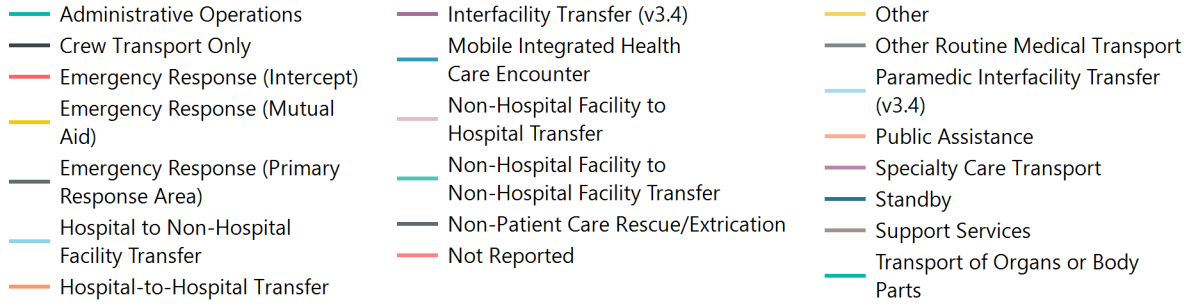 Administrative Operations
Crew Transport Only
Emergency Response (Intercept)
Emergency Response (Mutual
Aid)
Emergency Response (Primary
Response Area)
Hospital to Non-Hospital
Facility Transfer
Hospital-to-Hospital Transfer
Interfacility Transfer (v3.4)
Mobile Integrated Health
Care Encounter
Non-Hospital Facility to
Hospital Transfer
Non-Hospital Facility to
Non-Hospital Facility Transfer
Non-Patient Care Rescue/Extrication
Not Reported
Other
Other Routine Medical Transport
Paramedic Interfacility Transfer
(v3.4)
Public Assistance
Specialty Care Transport
Standby
Support Services
Transport of Organs or Body
Parts